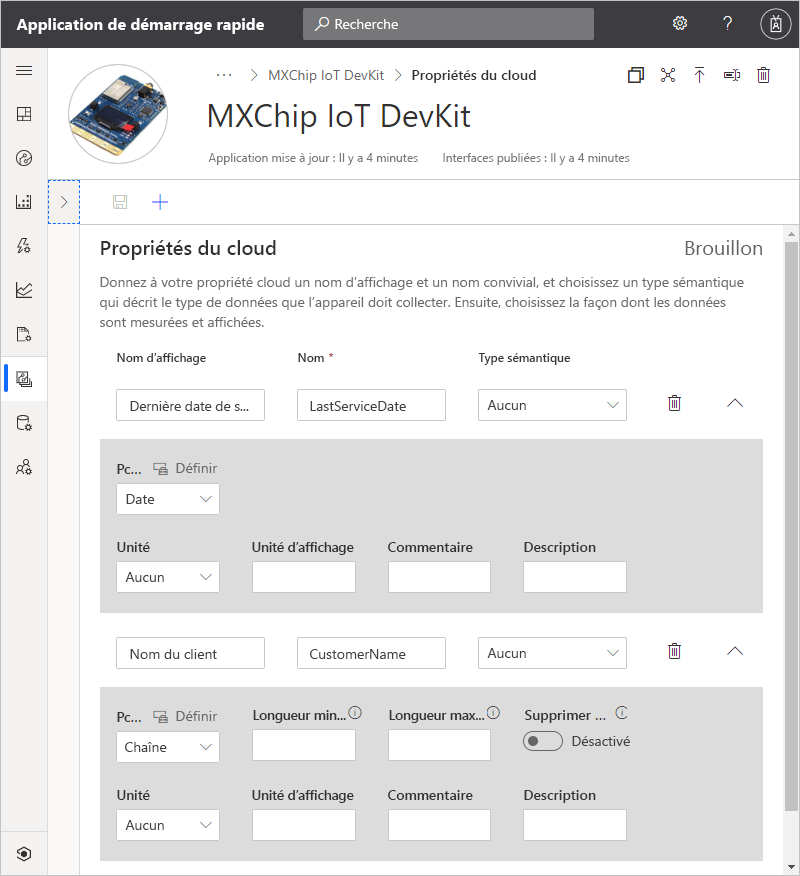 Application de démarrage rapide
Recherche
?
··· > MXChip IoT DevKit > Propriétés du cloud
MXChip IoT DevKit
Application mise à jour : Il y a 4 minutes Interfaces publiées : Il y a 4 minutes
Propriétés du cloud Brouillon
Donnez à votre propriété cloud un nom d’affichage et un nom convivial, et choisissez un type sémantique
qui décrit le type de données que l’appareil doit collecter. Ensuite, choisissez la façon dont les données
sont mesurées et affichées.
Nom d’affichage Nom * Type sémantique
Dernière date de s... LastServiceDate Aucun
Pc... Définir
Date
Unité Unité d’affichage Commentaire Description
Aucun
Nom du client CustomerName Aucun
Pc... Définir Longueur min... Longueur max... Supprimer ...
Chaîne Désactivé
Unité Unité d’affichage Commentaire Description
Aucun